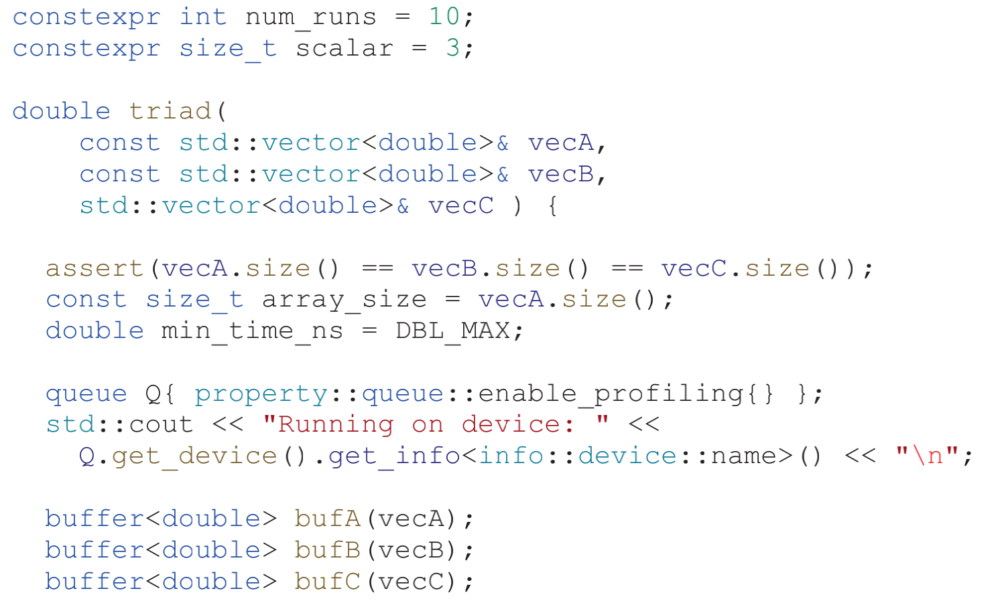 constexpr int num_runs = 10;
constexpr size_t scalar = 3;

double triad(
    const std::vector<double>& vecA,
    const std::vector<double>& vecB,
    std::vector<double>& vecC ) {

  assert(vecA.size() == vecB.size() == vecC.size());
  const size_t array_size = vecA.size();
  double min_time_ns = DBL_MAX;

  queue Q{ property::queue::enable_profiling{} };
  std::cout << "Running on device: " <<
    Q.get_device().get_info<info::device::name>() << "\n";

  buffer<double> bufA(vecA);
  buffer<double> bufB(vecB);
  buffer<double> bufC(vecC);